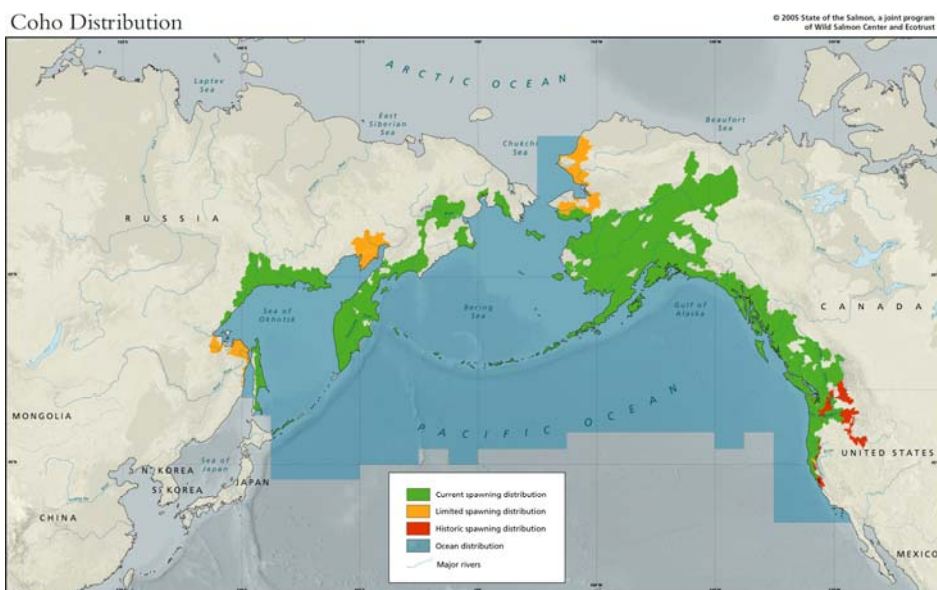 Coho Distribution
© 2005 State of the Salmon, a joint program
of Wild Salmon Center and Ecotrust
ARCTIC OCEAN
Laptev
Sea
East
Siberian
Sea
Chukchi
Sea
Beaufort
Sea
RUSSIA
CANADA
Sea of
Okhotsk
Bering
Sea
Gulf of
Alaska
MONGOLIA
PACIFIC OCEAN
UNITED STATES
Sea of
Japan
N. KOREA
S. KOREA
JAPAN
CHINA
MEXICO
Current spawning distribution
Limited spawning distribution
Historic spawning distribution
Ocean distribution
Major rivers